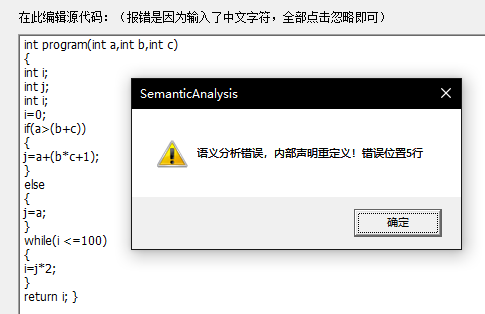 在此编辑源代码：（报错是因为输入了中文字符，全部点击忽略即可）
int program(int a,int b,int c)
{
int i;
int j;
int i;
i=0;
if(a>(b+c))
{
j=a+(b*c+1);
}
else
{
j=a;
}
while(i <=100)
{
i=j*2;
}
return i; }
SemanticAnalysis
语义分析错误，内部声明重定义！错误位置5行
确定